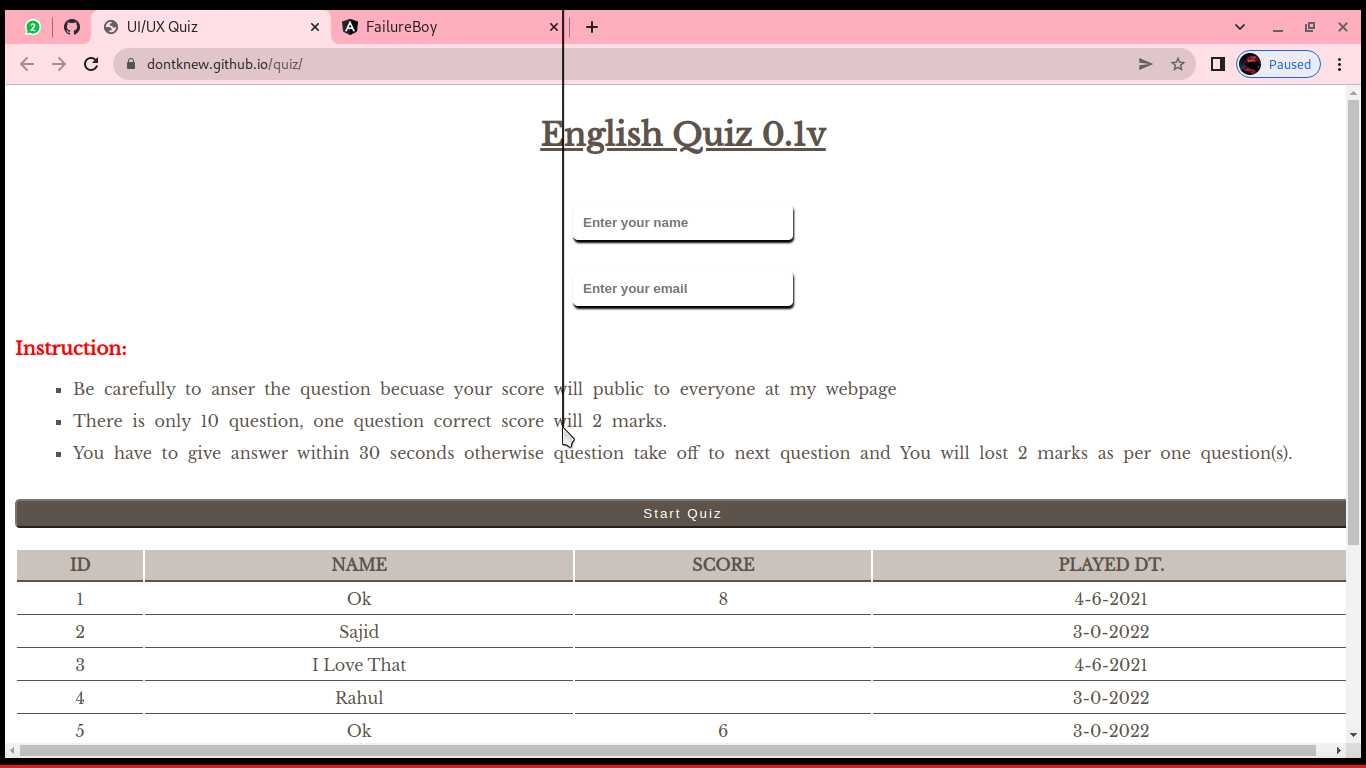 2
UI/UX Quiz
FailureBoy
dontknew.github.io/quiz/
Paused
English Quiz 0.1v
Enter your name
Enter your email
Instruction:
Be carefully to anser the question becuase your score will public to everyone at my webpage
There is only 10 question, one question correct score will 2 marks.
You have to give answer within 30 seconds otherwise question take off to next question and You will lost 2 marks as per one question(s).
Start Quiz
ID NAME SCORE PLAYED DT.
1 Ok 8 4-6-2021
2 Sajid 3-0-2022
3 I Love That 4-6-2021
4 Rahul 3-0-2022
5 Ok 6 3-0-2022